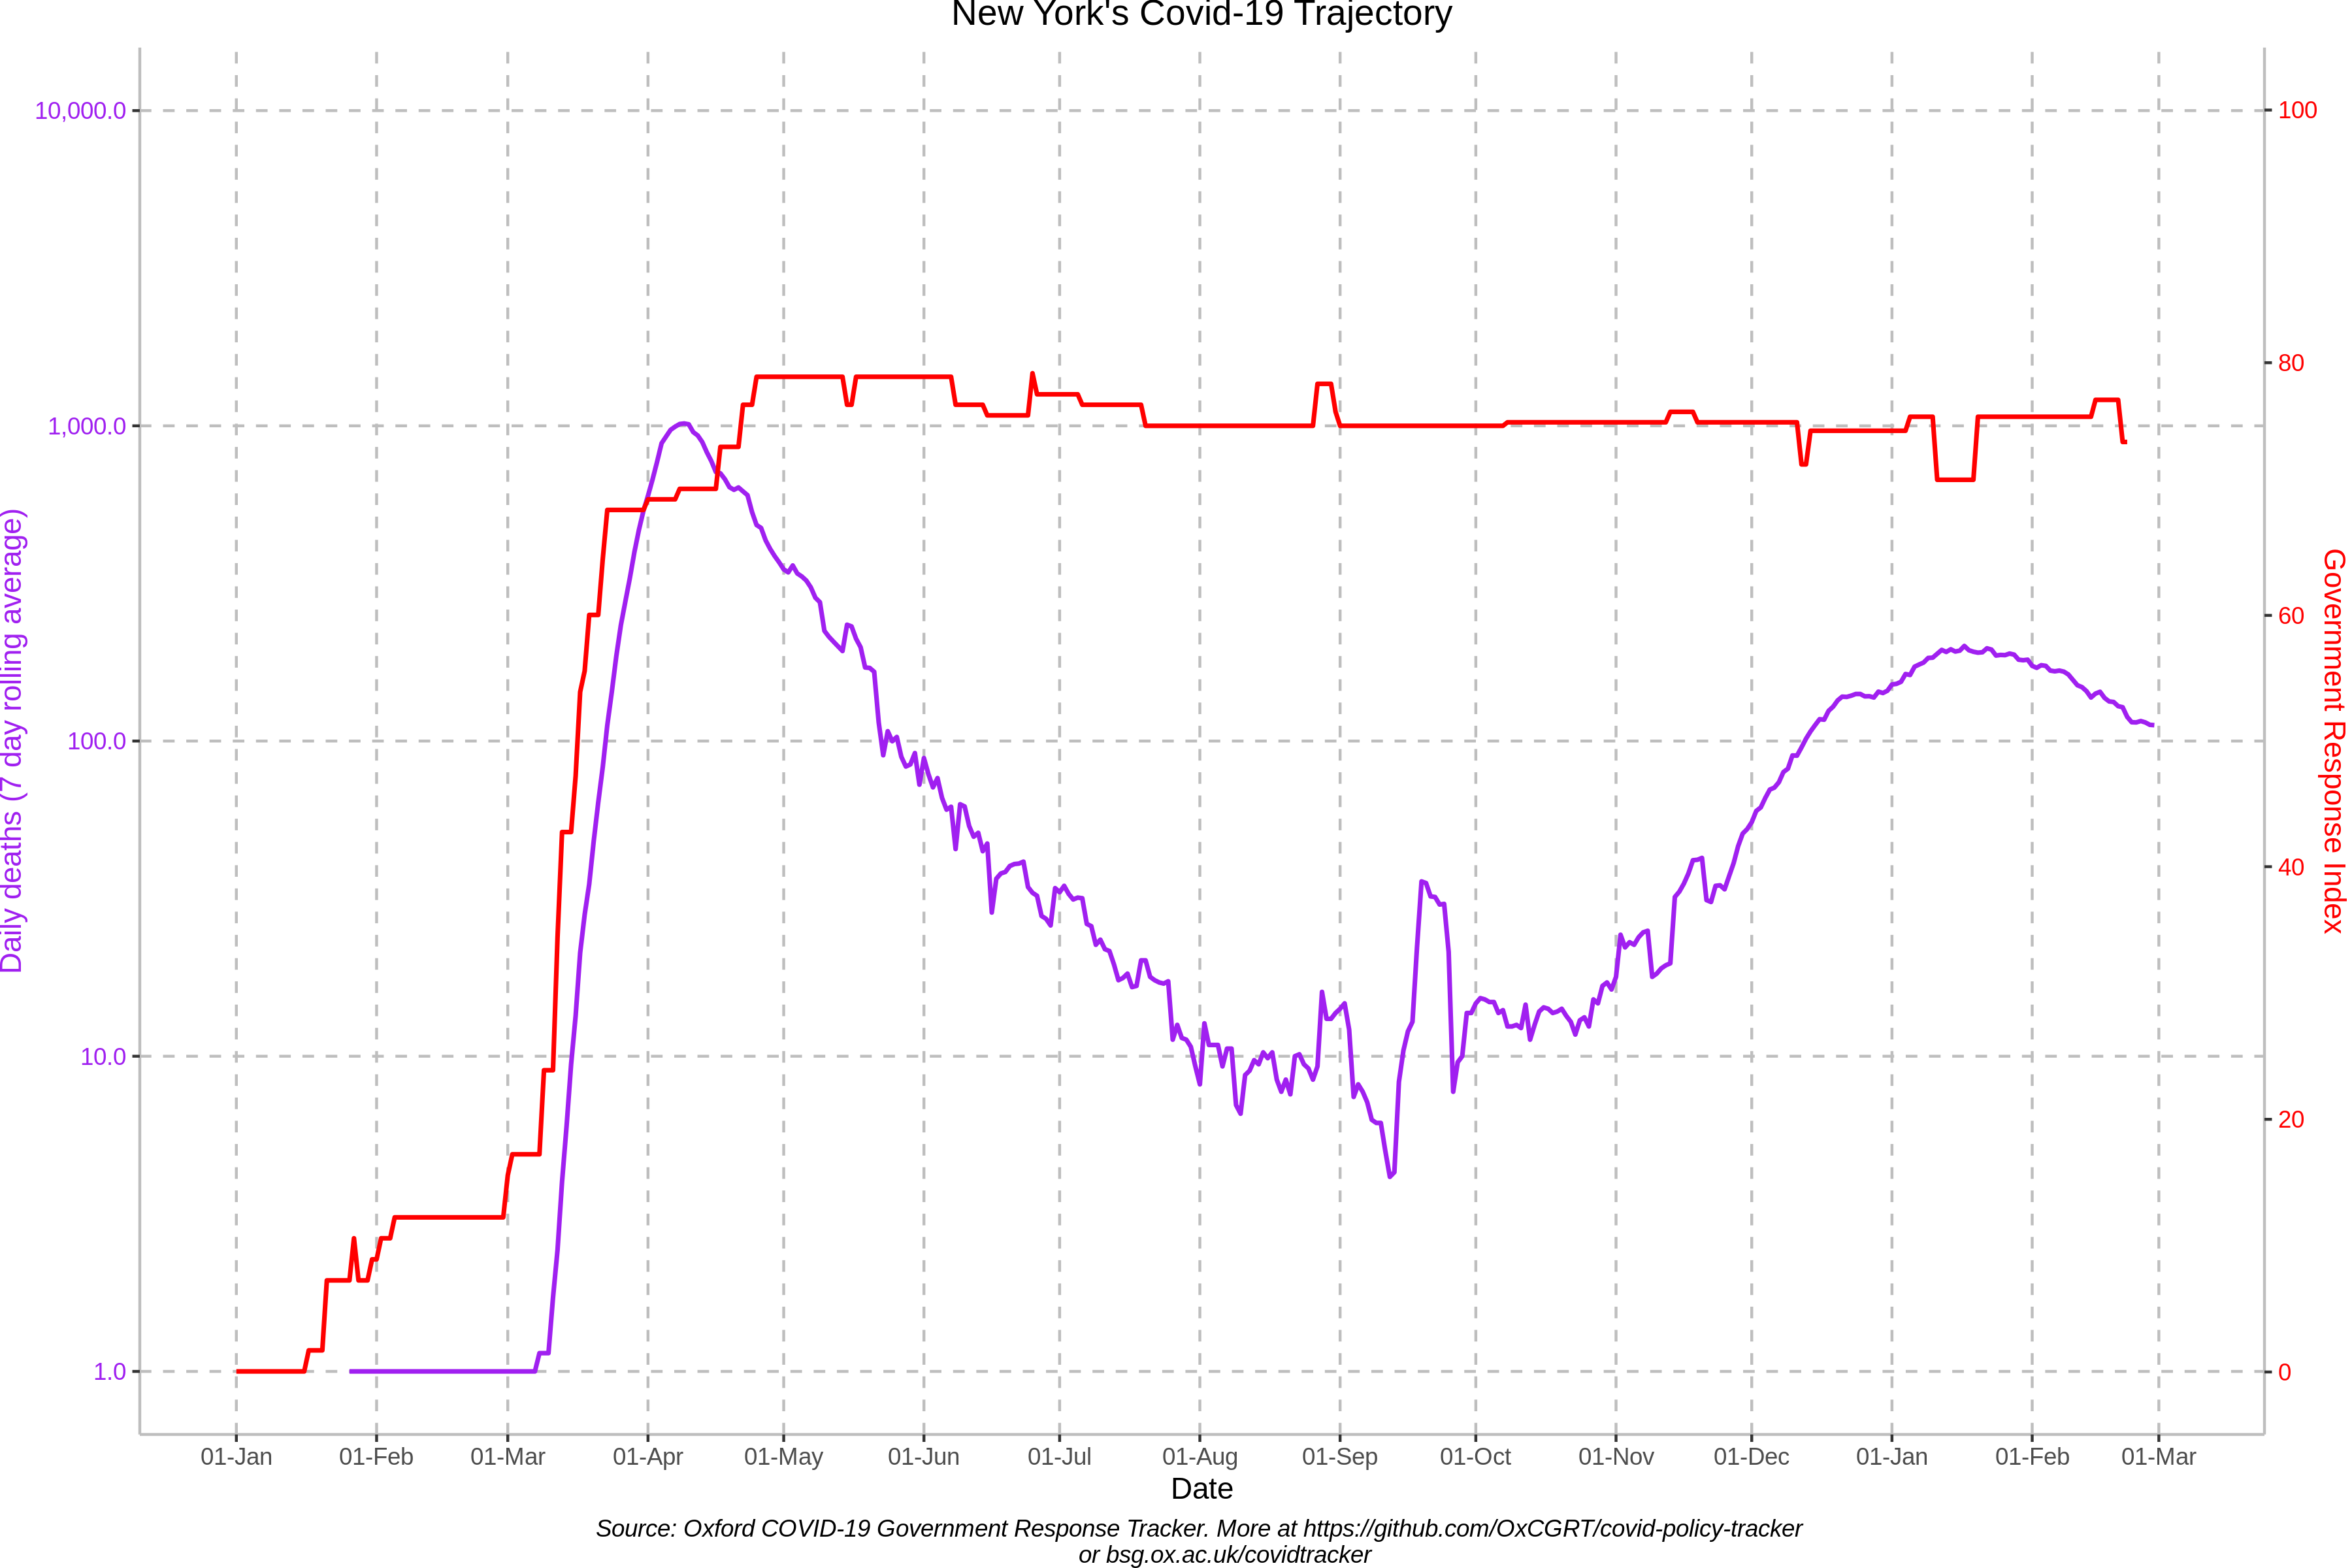 New York's Covid-19 Trajectory
10,000.0
1,000.0
100.0
10.0
1.0
Daily deaths (7 day rolling average)
100
80
60
40
20
0
Government Response Index
01-Jan 01-Feb 01-Mar 01-Apr 01-May 01-Jun 01-Jul 01-Aug 01-Sep 01-Oct 01-Nov 01-Dec 01-Jan 01-Feb 01-Mar
Date
Source: Oxford COVID-19 Government Response Tracker. More at https://github.com/OxCGRT/covid-policy-tracker
or bsg.ox.ac.uk/covidtracker